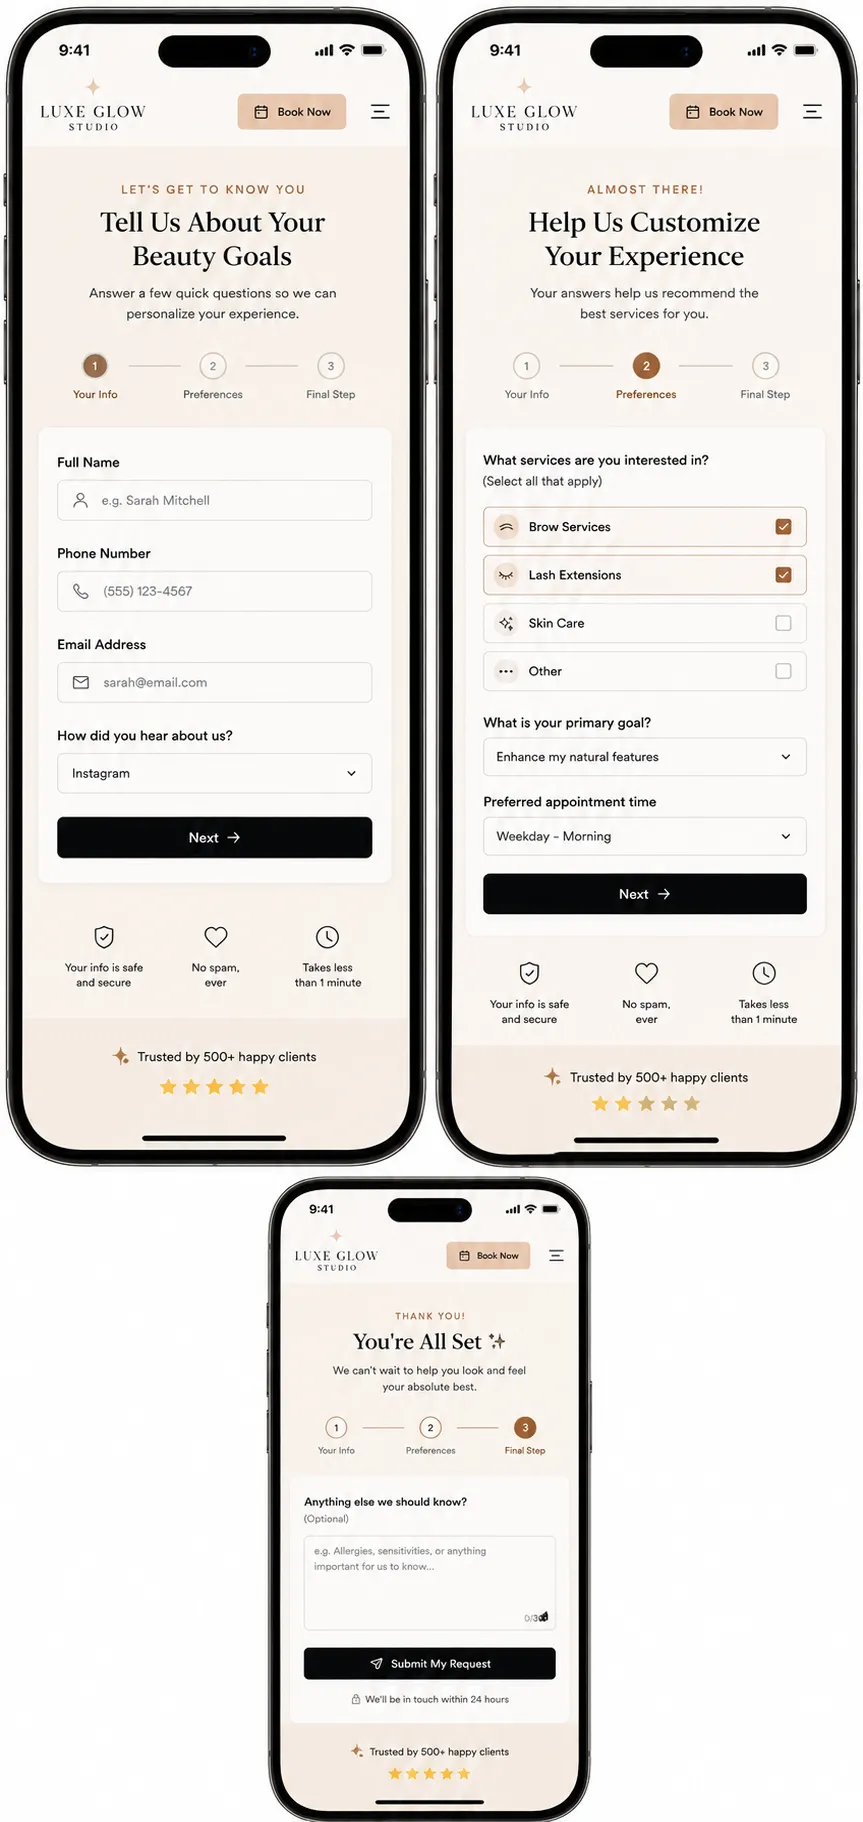 9:41
LUXE GLOW
STUDIO
Book Now
LET'S GET TO KNOW YOU
Tell Us About Your
Beauty Goals
Answer a few quick questions so we can
personalize your experience.
1
2
3
Your Info
Preferences
Final Step
Full Name
e.g. Sarah Mitchell
Phone Number
(555) 123-4567
Email Address
sarah@email.com
How did you hear about us?
Instagram
Next →
Your info is safe
and secure
No spam,
ever
Takes less
than 1 minute
Trusted by 500+ happy clients
9:41
LUXE GLOW
STUDIO
Book Now
ALMOST THERE!
Help Us Customize
Your Experience
Your answers help us recommend the
best services for you.
1
2
3
Your Info
Preferences
Final Step
What services are you interested in?
(Select all that apply)
Brow Services
Lash Extensions
Skin Care
Other
What is your primary goal?
Enhance my natural features
Preferred appointment time
Weekday - Morning
Next →
Your info is safe
and secure
No spam,
ever
Takes less
than 1 minute
Trusted by 500+ happy clients
9:41
LUXE GLOW
STUDIO
Book Now
THANK YOU!
You're All Set
We can't wait to help you look and feel
your absolute best.
1
2
3
Your Info
Preferences
Final Step
Anything else we should know?
(Optional)
e.g. Allergies, sensitivities, or anything
important for us to know...
Submit My Request
We'll be in touch within 24 hours
Trusted by 500+ happy clients